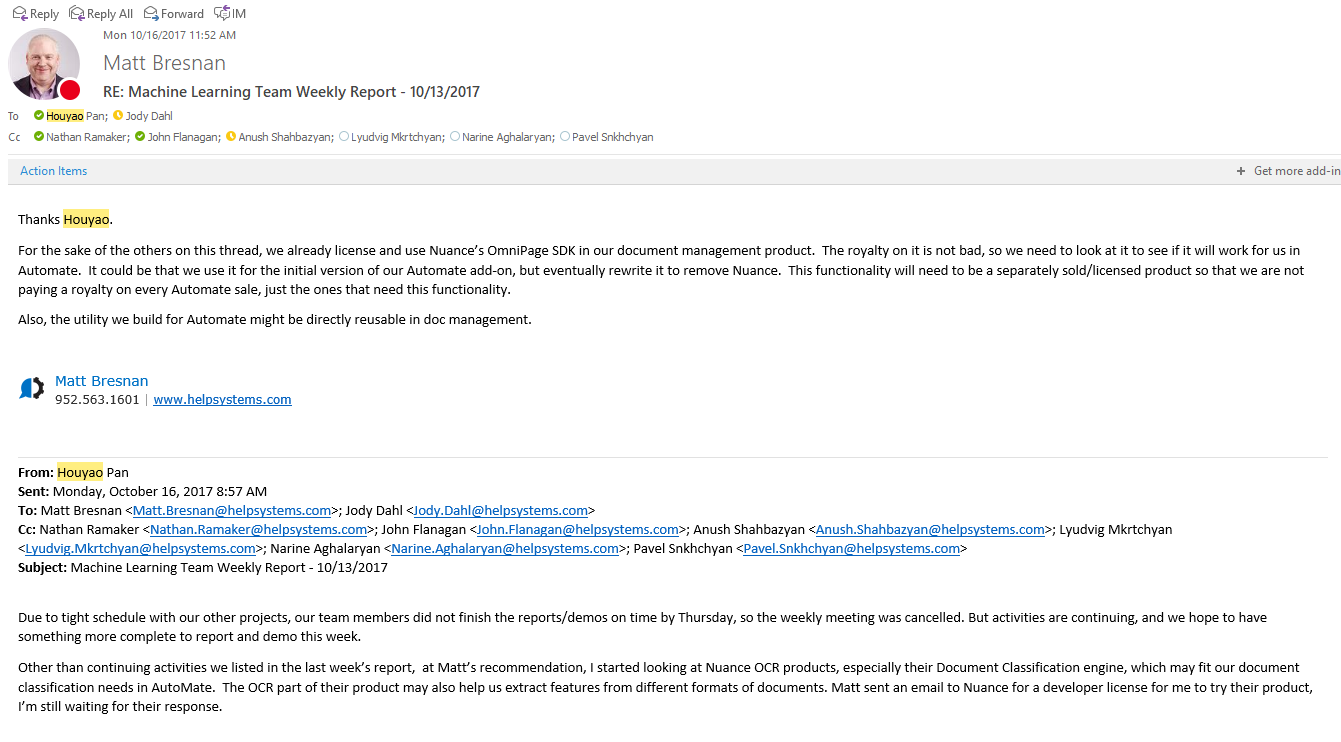 Reply Reply All Forward IM
Mon 10/16/2017 11:52 AM
Matt Bresnan
RE: Machine Learning Team Weekly Report - 10/13/2017
To Houyao Pan; Jody Dahl
Cc Nathan Ramaker; John Flanagan; Anush Shahbazyan; Lyudvig Mkrtchyan; Narine Aghalaryan; Pavel Snkhchyan
Action Items + Get more add-in
Thanks Houyao.
For the sake of the others on this thread, we already license and use Nuance's OmniPage SDK in our document management product. The royalty on it is not bad, so we need to look at it to see if it will work for us in
Automate. It could be that we use it for the initial version of our Automate add-on, but eventually rewrite it to remove Nuance. This functionality will need to be a separately sold/licensed product so that we are not
paying a royalty on every Automate sale, just the ones that need this functionality.
Also, the utility we build for Automate might be directly reusable in doc management.
Matt Bresnan
952.563.1601 | www.helpsystems.com
From: Houyao Pan
Sent: Monday, October 16, 2017 8:57 AM
To: Matt Bresnan <Matt.Bresnan@helpsystems.com>; Jody Dahl <Jody.Dahl@helpsystems.com>
Cc: Nathan Ramaker <Nathan.Ramaker@helpsystems.com>; John Flanagan <John.Flanagan@helpsystems.com>; Anush Shahbazyan <Anush.Shahbazyan@helpsystems.com>; Lyudvig Mkrtchyan
<Lyudvig.Mkrtchyan@helpsystems.com>; Narine Aghalaryan <Narine.Aghalaryan@helpsystems.com>; Pavel Snkhchyan <Pavel.Snkhchyan@helpsystems.com>
Subject: Machine Learning Team Weekly Report - 10/13/2017
Due to tight schedule with our other projects, our team members did not finish the reports/demos on time by Thursday, so the weekly meeting was cancelled. But activities are continuing, and we hope to have
something more complete to report and demo this week.
Other than continuing activities we listed in the last week's report, at Matt's recommendation, I started looking at Nuance OCR products, especially their Document Classification engine, which may fit our document
classification needs in AutoMate. The OCR part of their product may also help us extract features from different formats of documents. Matt sent an email to Nuance for a developer license for me to try their product,
I'm still waiting for their response.